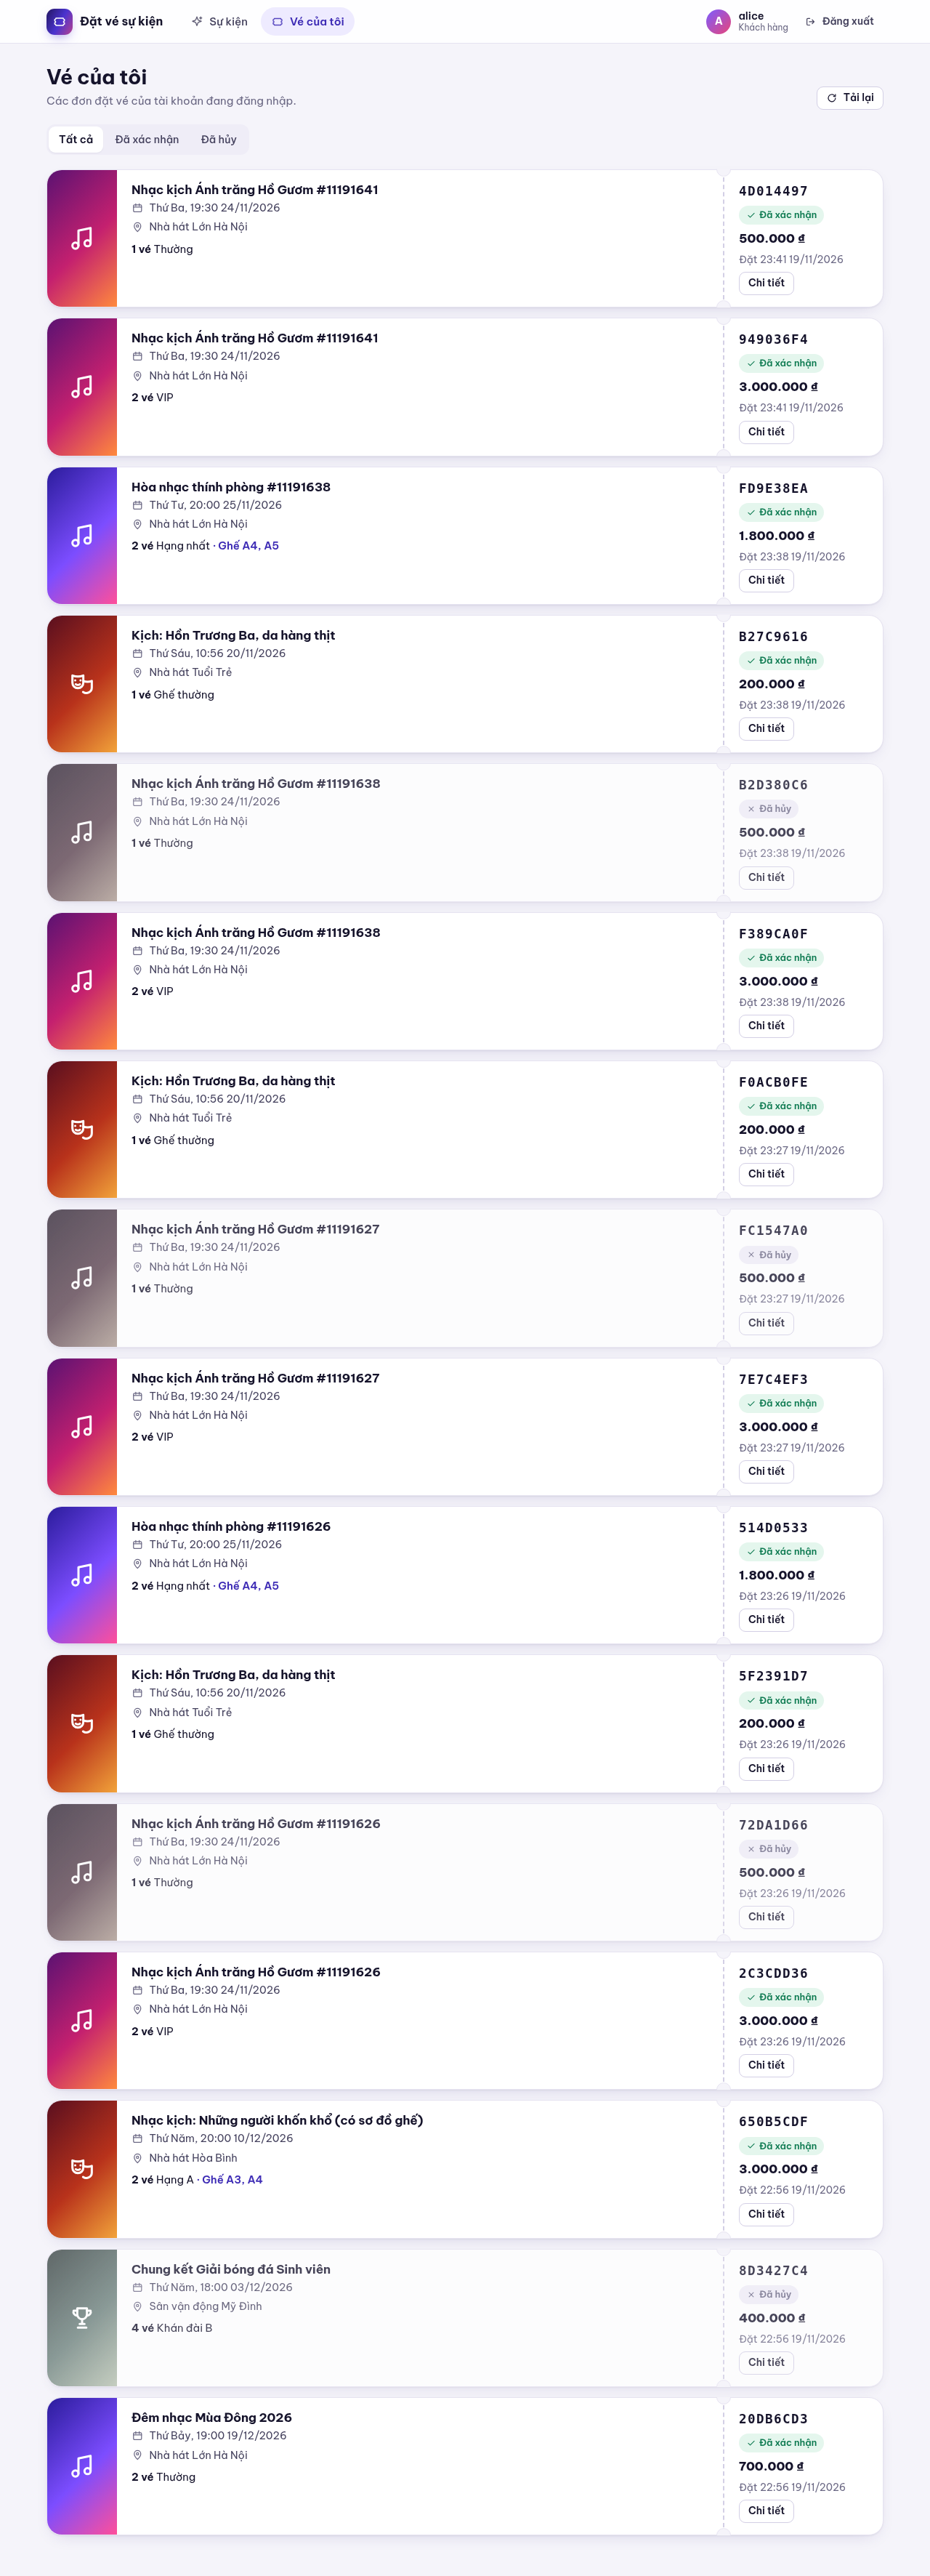 Đặt vé sự kiện
Sự kiện
Vé của tôi
A
alice
Khách hàng
Đăng xuất
Vé của tôi
Các đơn đặt vé của tài khoản đang đăng nhập.
Tải lại
Tất cả
Đã xác nhận
Đã hủy
Nhạc kịch Ánh trăng Hồ Gươm #11191641
Thứ Ba, 19:30 24/11/2026
Nhà hát Lớn Hà Nội
1 vé Thường
4D014497
Đã xác nhận
500.000 ₫
Đặt 23:41 19/11/2026
Chi tiết
Nhạc kịch Ánh trăng Hồ Gươm #11191641
Thứ Ba, 19:30 24/11/2026
Nhà hát Lớn Hà Nội
2 vé VIP
949036F4
Đã xác nhận
3.000.000 ₫
Đặt 23:41 19/11/2026
Chi tiết
Hòa nhạc thính phòng #11191638
Thứ Tư, 20:00 25/11/2026
Nhà hát Lớn Hà Nội
2 vé Hạng nhất · Ghế A4, A5
FD9E38EA
Đã xác nhận
1.800.000 ₫
Đặt 23:38 19/11/2026
Chi tiết
Kịch: Hồn Trương Ba, da hàng thịt
Thứ Sáu, 10:56 20/11/2026
Nhà hát Tuổi Trẻ
1 vé Ghế thường
B27C9616
Đã xác nhận
200.000 ₫
Đặt 23:38 19/11/2026
Chi tiết
Nhạc kịch Ánh trăng Hồ Gươm #11191638
Thứ Ba, 19:30 24/11/2026
Nhà hát Lớn Hà Nội
1 vé Thường
B2D380C6
Đã hủy
500.000 ₫
Đặt 23:38 19/11/2026
Chi tiết
Nhạc kịch Ánh trăng Hồ Gươm #11191638
Thứ Ba, 19:30 24/11/2026
Nhà hát Lớn Hà Nội
2 vé VIP
F389CA0F
Đã xác nhận
3.000.000 ₫
Đặt 23:38 19/11/2026
Chi tiết
Kịch: Hồn Trương Ba, da hàng thịt
Thứ Sáu, 10:56 20/11/2026
Nhà hát Tuổi Trẻ
1 vé Ghế thường
F0ACB0FE
Đã xác nhận
200.000 ₫
Đặt 23:27 19/11/2026
Chi tiết
Nhạc kịch Ánh trăng Hồ Gươm #11191627
Thứ Ba, 19:30 24/11/2026
Nhà hát Lớn Hà Nội
1 vé Thường
FC1547A0
Đã hủy
500.000 ₫
Đặt 23:27 19/11/2026
Chi tiết
Nhạc kịch Ánh trăng Hồ Gươm #11191627
Thứ Ba, 19:30 24/11/2026
Nhà hát Lớn Hà Nội
2 vé VIP
7E7C4EF3
Đã xác nhận
3.000.000 ₫
Đặt 23:27 19/11/2026
Chi tiết
Hòa nhạc thính phòng #11191626
Thứ Tư, 20:00 25/11/2026
Nhà hát Lớn Hà Nội
2 vé Hạng nhất · Ghế A4, A5
514D0533
Đã xác nhận
1.800.000 ₫
Đặt 23:26 19/11/2026
Chi tiết
Kịch: Hồn Trương Ba, da hàng thịt
Thứ Sáu, 10:56 20/11/2026
Nhà hát Tuổi Trẻ
1 vé Ghế thường
5F2391D7
Đã xác nhận
200.000 ₫
Đặt 23:26 19/11/2026
Chi tiết
Nhạc kịch Ánh trăng Hồ Gươm #11191626
Thứ Ba, 19:30 24/11/2026
Nhà hát Lớn Hà Nội
1 vé Thường
72DA1D66
Đã hủy
500.000 ₫
Đặt 23:26 19/11/2026
Chi tiết
Nhạc kịch Ánh trăng Hồ Gươm #11191626
Thứ Ba, 19:30 24/11/2026
Nhà hát Lớn Hà Nội
2 vé VIP
2C3CDD36
Đã xác nhận
3.000.000 ₫
Đặt 23:26 19/11/2026
Chi tiết
Nhạc kịch: Những người khốn khổ (có sơ đồ ghế)
Thứ Năm, 20:00 10/12/2026
Nhà hát Hòa Bình
2 vé Hạng A · Ghế A3, A4
650B5CDF
Đã xác nhận
3.000.000 ₫
Đặt 22:56 19/11/2026
Chi tiết
Chung kết Giải bóng đá Sinh viên
Thứ Năm, 18:00 03/12/2026
Sân vận động Mỹ Đình
4 vé Khán đài B
8D3427C4
Đã hủy
400.000 ₫
Đặt 22:56 19/11/2026
Chi tiết
Đêm nhạc Mùa Đông 2026
Thứ Bảy, 19:00 19/12/2026
Nhà hát Lớn Hà Nội
2 vé Thường
20DB6CD3
Đã xác nhận
700.000 ₫
Đặt 22:56 19/11/2026
Chi tiết